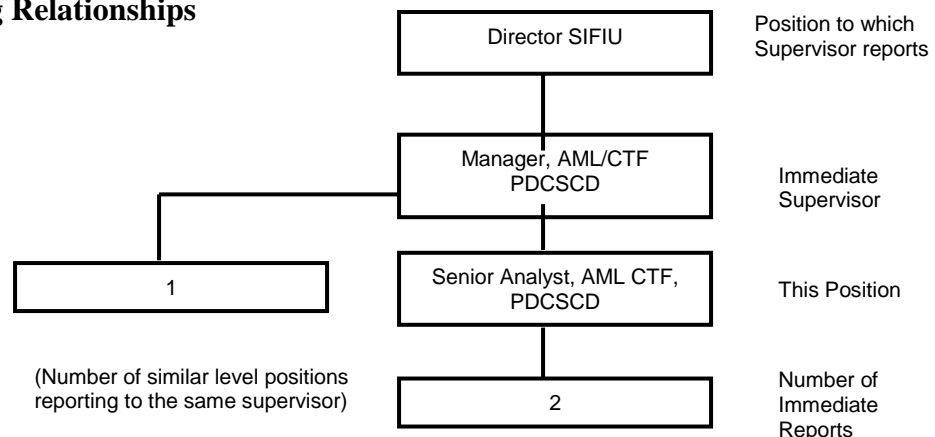 g Relationships
Director SIFIU
Position to which
Supervisor reports
Manager, AML/CTF
PDCSCD
Immediate
Supervisor
1
Senior Analyst, AML CTF,
PDCSCD
This Position
(Number of similar level positions
reporting to the same supervisor)
2
Number of
Immediate
Reports